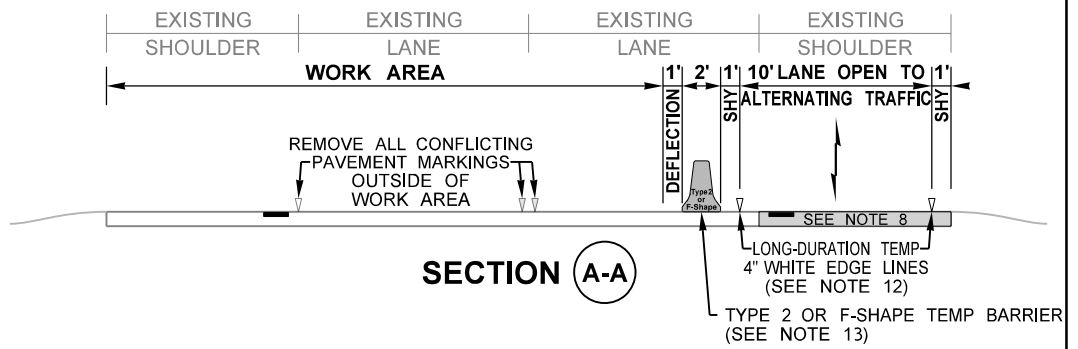 EXISTING EXISTING EXISTING EXISTING
SHOULDER LANE LANE SHOULDER
WORK AREA 1' 2' 1' 10' LANE OPEN TO 1'
ALTERNATING TRAFFIC
DEFLECTION
SHY
SHY
REMOVE ALL CONFLICTING
PAVEMENT MARKINGS
OUTSIDE OF
WORK AREA
Type 2
or
F-Shape
SEE NOTE 8
LONG-DURATION TEMP
4" WHITE EDGE LINES
(SEE NOTE 12)
SECTION A-A
TYPE 2 OR F-SHAPE TEMP BARRIER
(SEE NOTE 13)